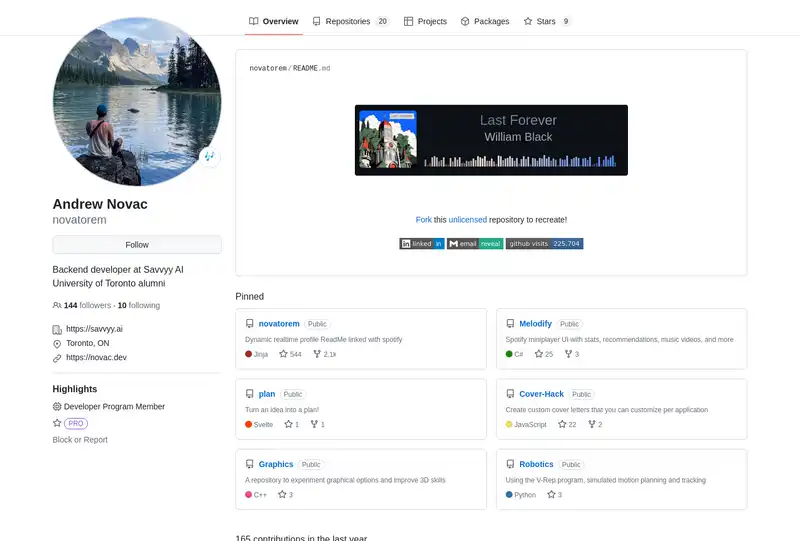 Overview
Repositories 20
Projects
Packages
Stars 9
Andrew Novac
novatorem
Follow
Backend developer at Savvyy AI
University of Toronto alumni
144 followers · 10 following
https://savvyy.ai
Toronto, ON
https://novac.dev
Highlights
Developer Program Member
PRO
Block or Report
novatorem/README.md
Last Forever
William Black
Fork this unlicensed repository to recreate!
linked in
email reveal
github visits 225,704
Pinned
novatorem Public
Dynamic realtime profile ReadMe linked with spotify
Jinja 544 2.1k
Melodify Public
Spotify miniplayer UI with stats, recommendations, music videos, and more
C# 25 3
plan Public
Turn an idea into a plan!
Svelte 1 1
Cover-Hack Public
Create custom cover letters that you can customize per application
JavaScript 22 2
Graphics Public
A repository to experiment graphical options and improve 3D skills
C++ 3
Robotics Public
Using the V-Rep program, simulated motion planning and tracking
Python 3
165 contributions in the last year